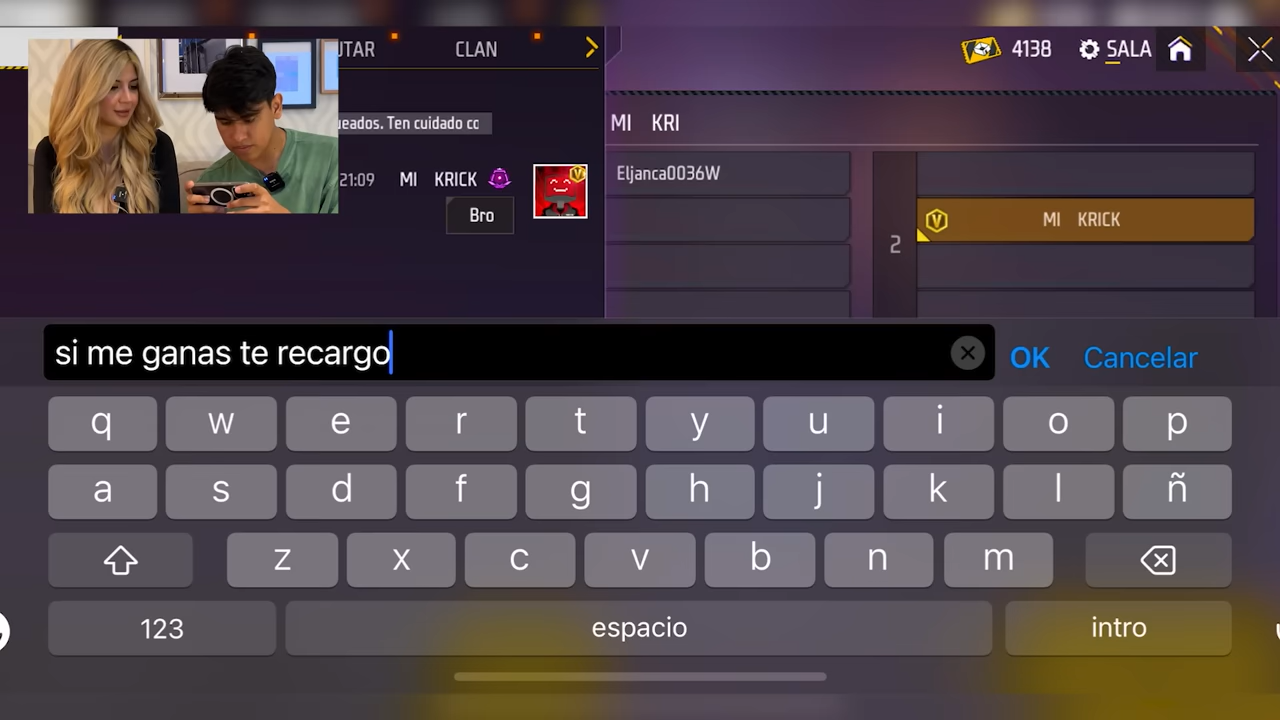 UTAR CLAN
4138 SALA
ueados. Ten cuidado cc
MI KRI
21:09 MI KRICK
Bro
Eljanca0036W
2
V MI KRICK
si me ganas te recargo
OK Cancelar
q w e r t y u i o p
a s d f g h j k l ñ
z x c v b n m
123 espacio intro